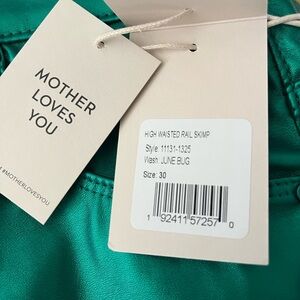 MOTHER
LOVES
YOU
#MOTHERLOVESYOU
HIGH WAISTED RAIL SKIMP
Style: 11131-1325
Wash: JUNE BUG
Size: 30
1 92411 57257 0